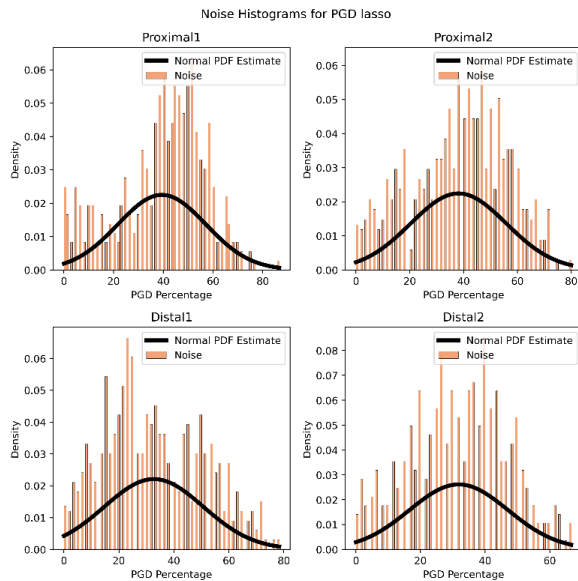 Noise Histograms for PGD lasso
Proximal1
Normal PDF Estimate
Noise
0.06
0.05
0.04
0.03
0.02
0.01
0.00
Density
0
20
40
60
80
PGD Percentage
Proximal2
Normal PDF Estimate
Noise
0.06
0.05
0.04
0.03
0.02
0.01
0.00
Density
0
20
40
60
80
PGD Percentage
Distal1
Normal PDF Estimate
Noise
0.06
0.05
0.04
0.03
0.02
0.01
0.00
Density
0
20
40
60
80
PGD Percentage
Distal2
Normal PDF Estimate
Noise
0.08
0.07
0.06
0.05
0.04
0.03
0.02
0.01
0.00
Density
0
20
40
60
PGD Percentage